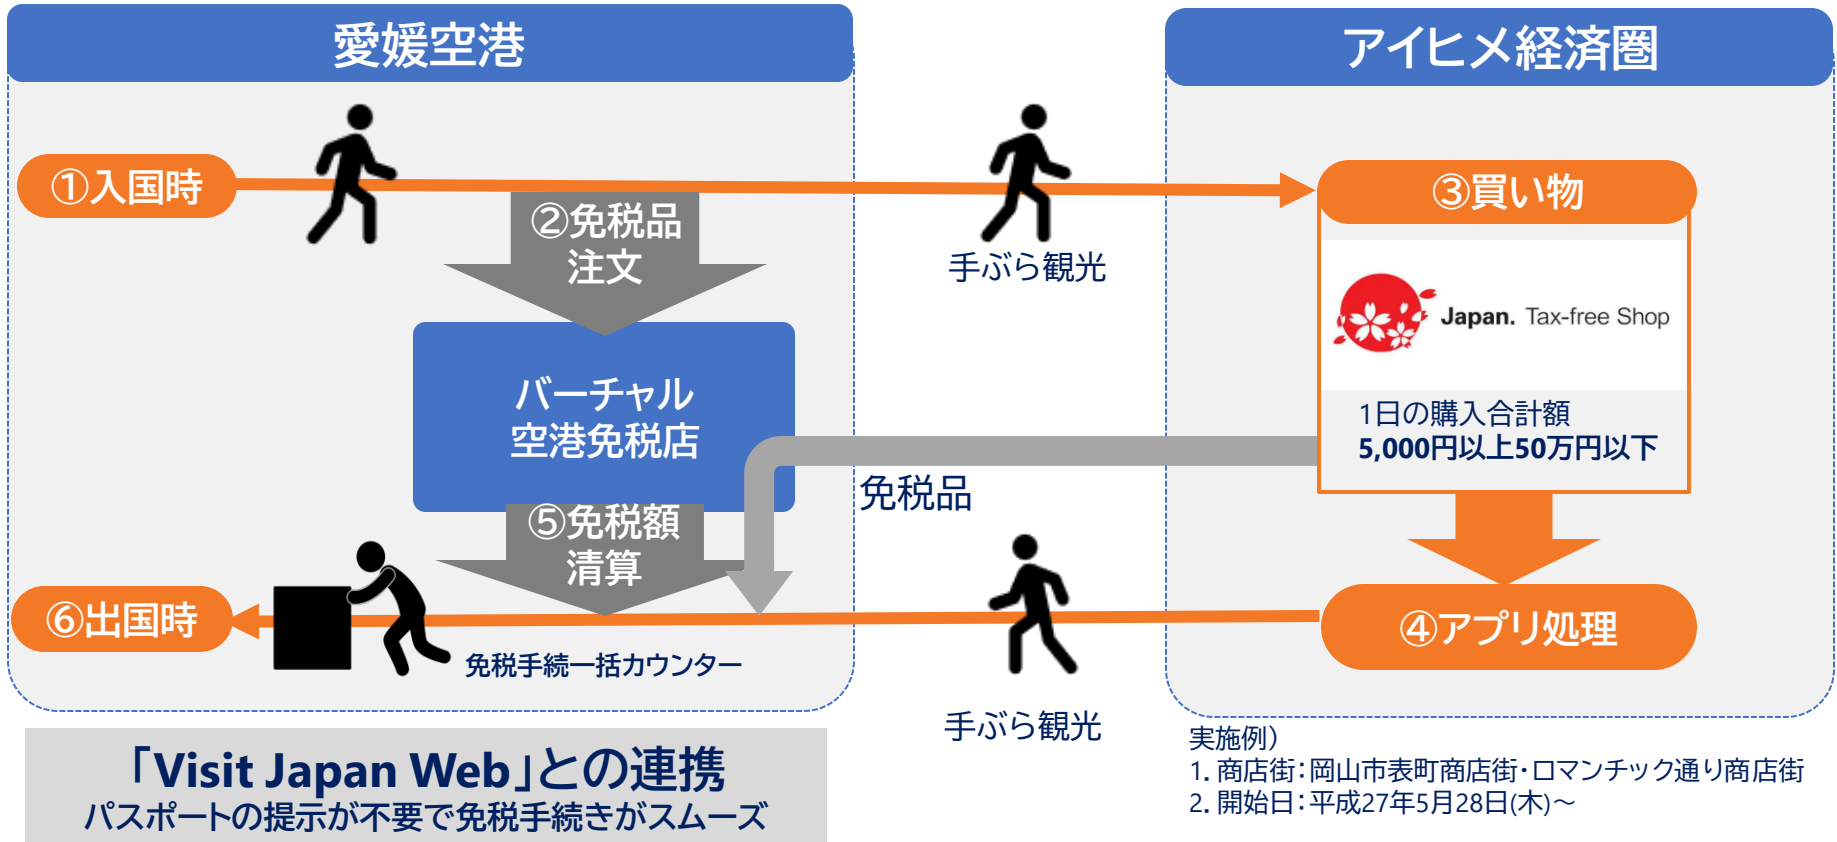 愛媛空港
アイヒメ経済圏
①入国時
②免税品
注文
手ぶら観光
③買い物
Japan. Tax-free Shop
1日の購入合計額
5,000円以上50万円以下
バーチャル
空港免税店
免税品
⑤免税額
清算
④アプリ処理
⑥出国時
免税手続一括カウンター
手ぶら観光
「Visit Japan Web」との連携
パスポートの提示が不要で免税手続きがスムーズ
実施例）
1. 商店街：岡山市表町商店街・ロマンチック通り商店街
2. 開始日：平成27年5月28日(木)～